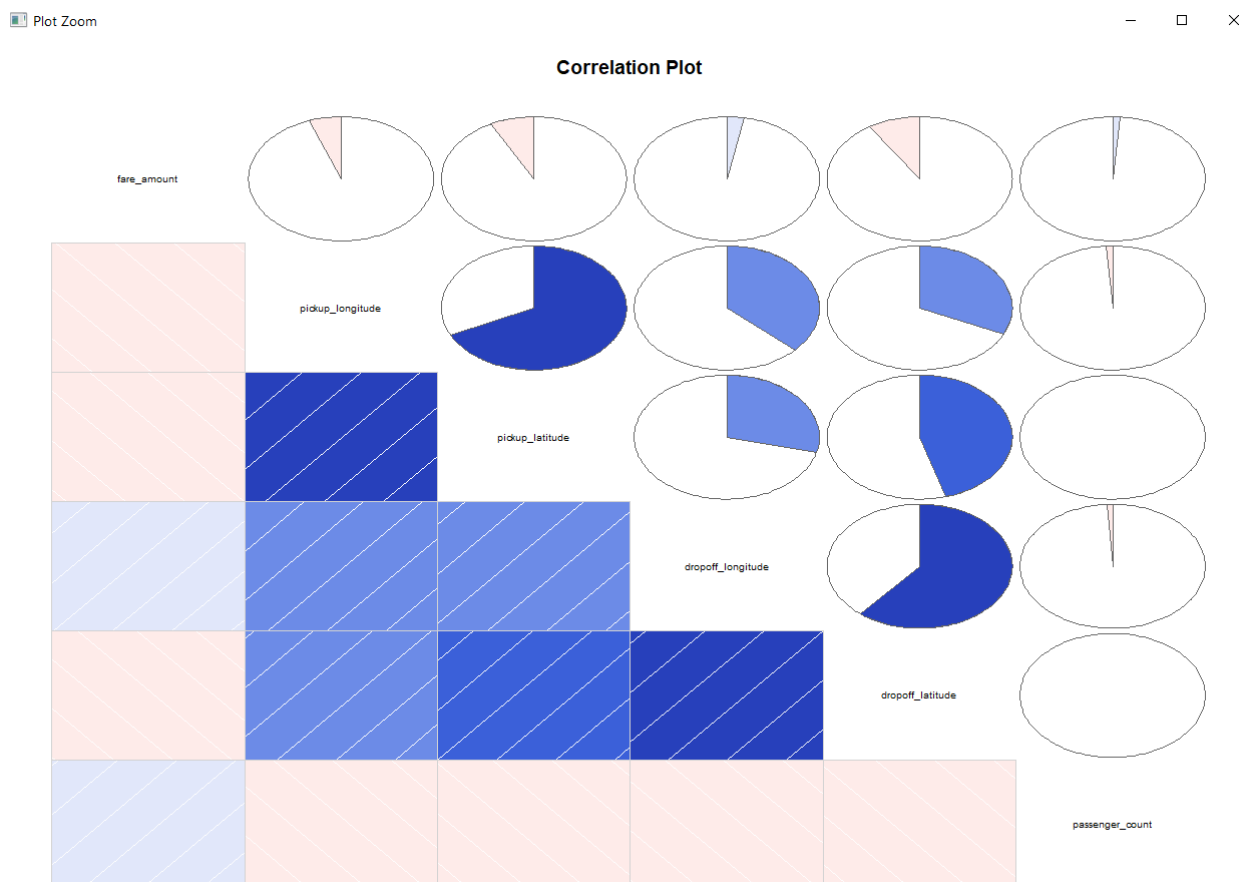 Plot Zoom
Correlation Plot
fare_amount
pickup_longitude
pickup_latitude
dropoff_longitude
dropoff_latitude
passenger_count